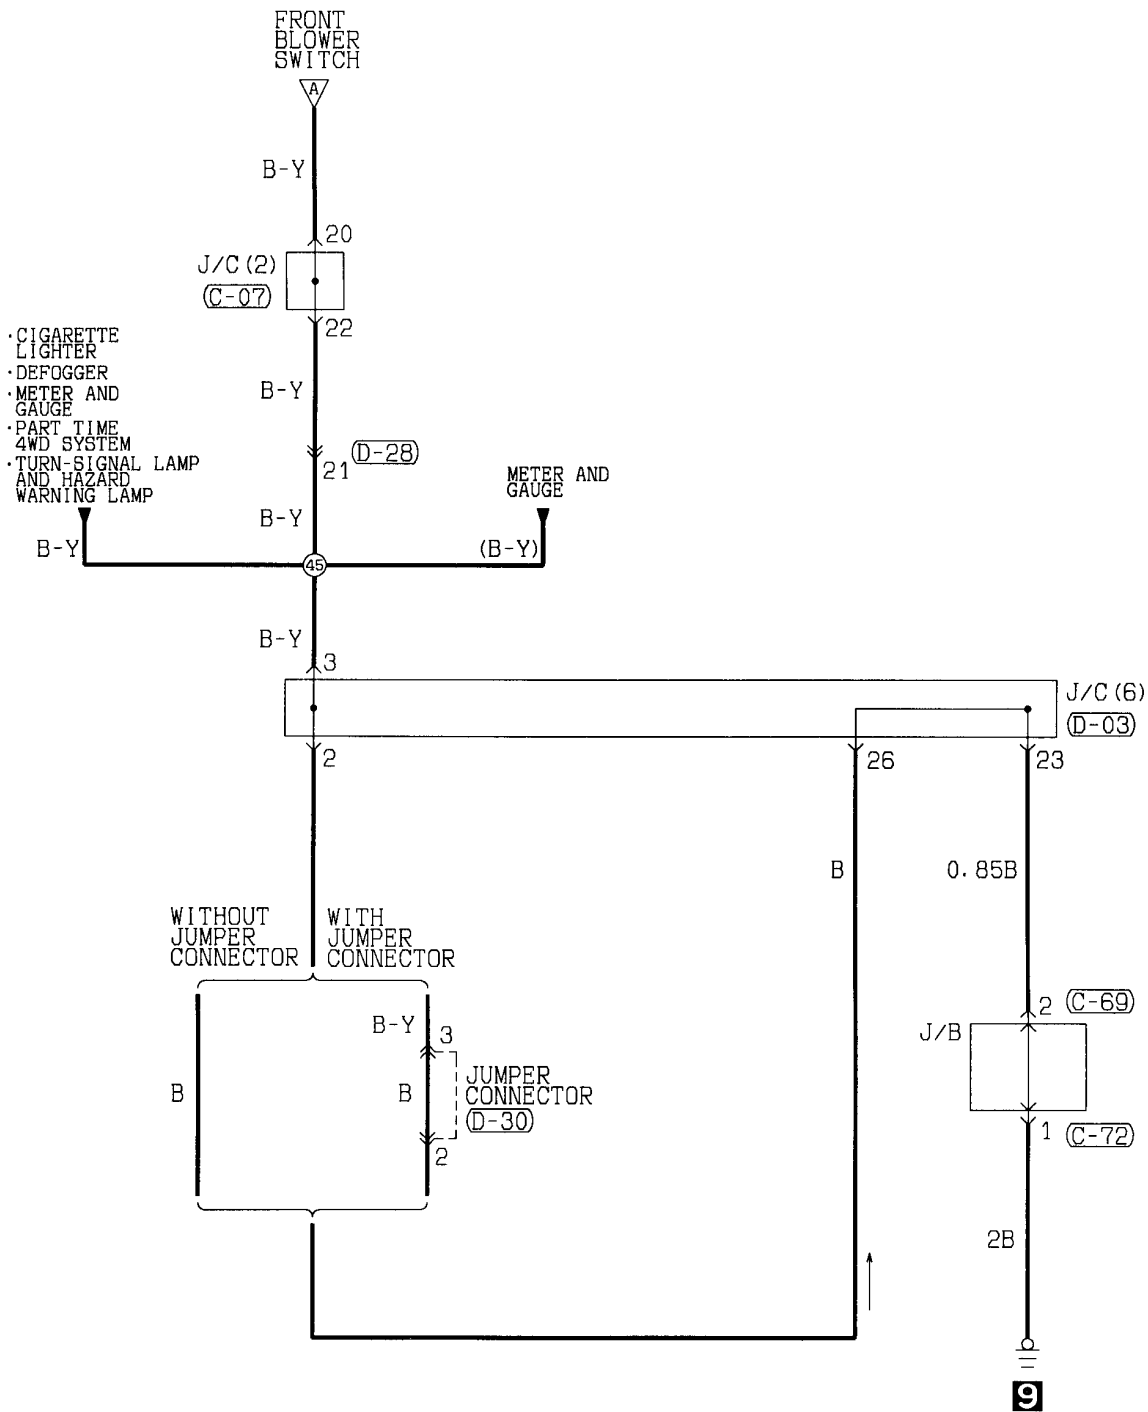 FRONT
BLOWER
SWITCH
A
B-Y
20
J/C(2)
(C-07)
22
·CIGARETTE
LIGHTER
·DEFOGGER
·METER AND
GAUGE
·PART TIME
4WD SYSTEM
·TURN-SIGNAL LAMP
AND HAZARD
WARNING LAMP
B-Y
D-28
21
METER AND
GAUGE
B-Y
B-Y
(B-Y)
45
B-Y
3
J/C(6)
D-03
2
26
23
B
0.85B
WITHOUT
JUMPER
CONNECTOR
WITH
JUMPER
CONNECTOR
B-Y
3
B
B
JUMPER
CONNECTOR
D-30
2
2
C-69
J/B
1
C-72
2B
9